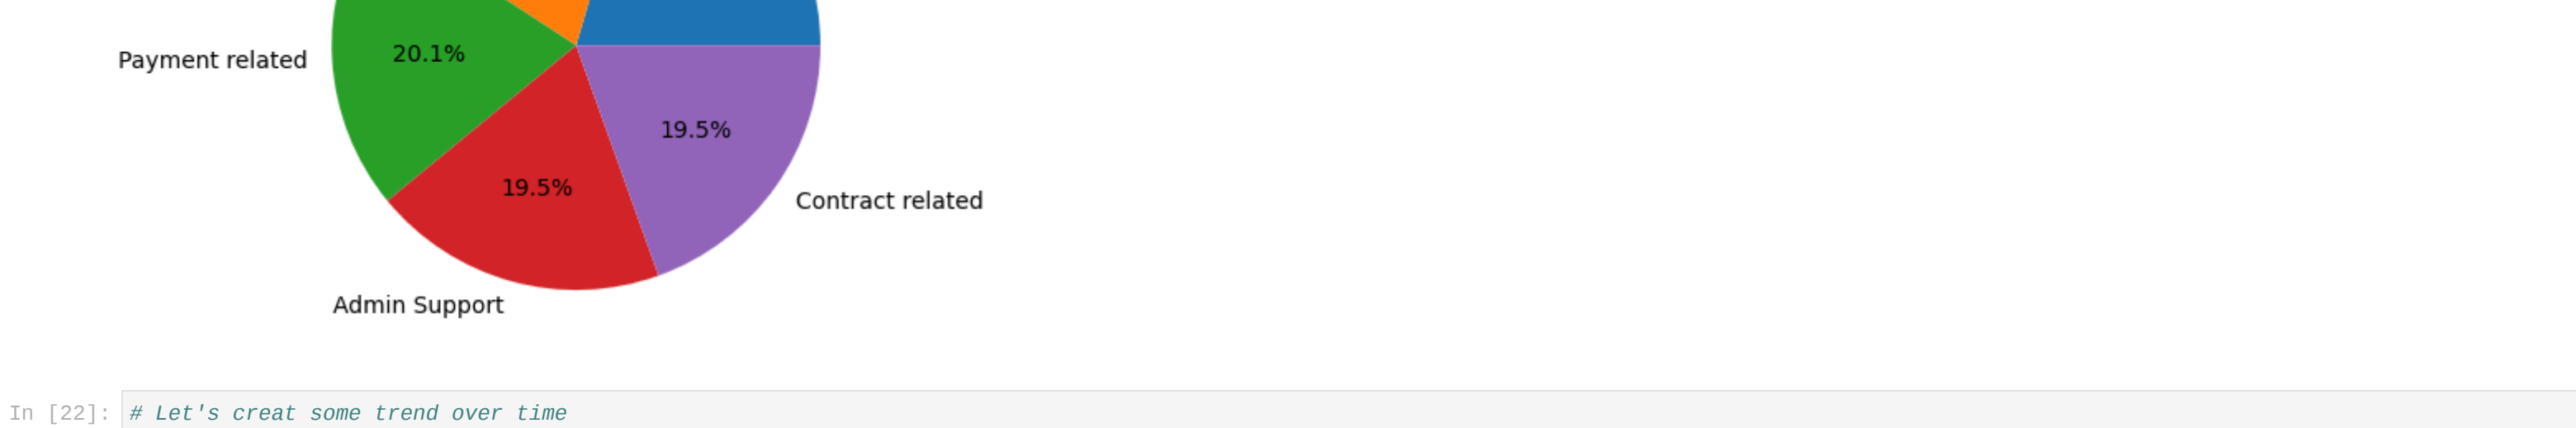 20.1%
Payment related
19.5%
19.5%
Contract related
Admin Support
In [22]: # Let's creat some trend over time